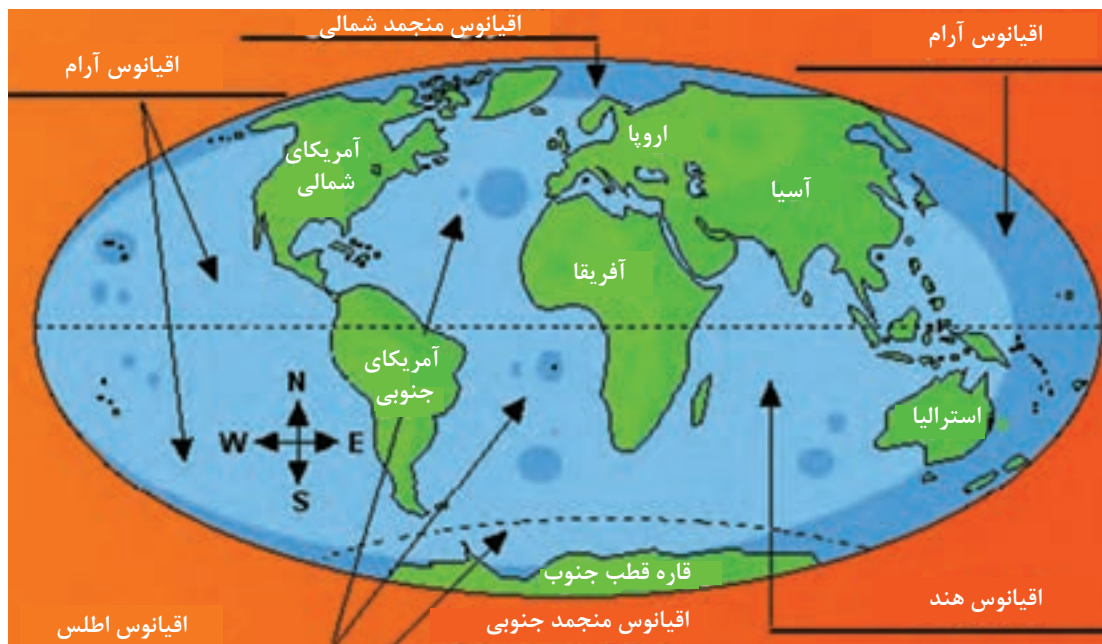 اقیانوس منجمد شمالی
اقیانوس آرام
اقیانوس آرام
اروپا
آمریکای
شمالی
آسیا
آفریقا
آمریکای
جنوبی
استرالیا
N
W E
S
قاره قطب جنوب
اقیانوس هند
اقیانوس منجمد جنوبی
اقیانوس اطلس